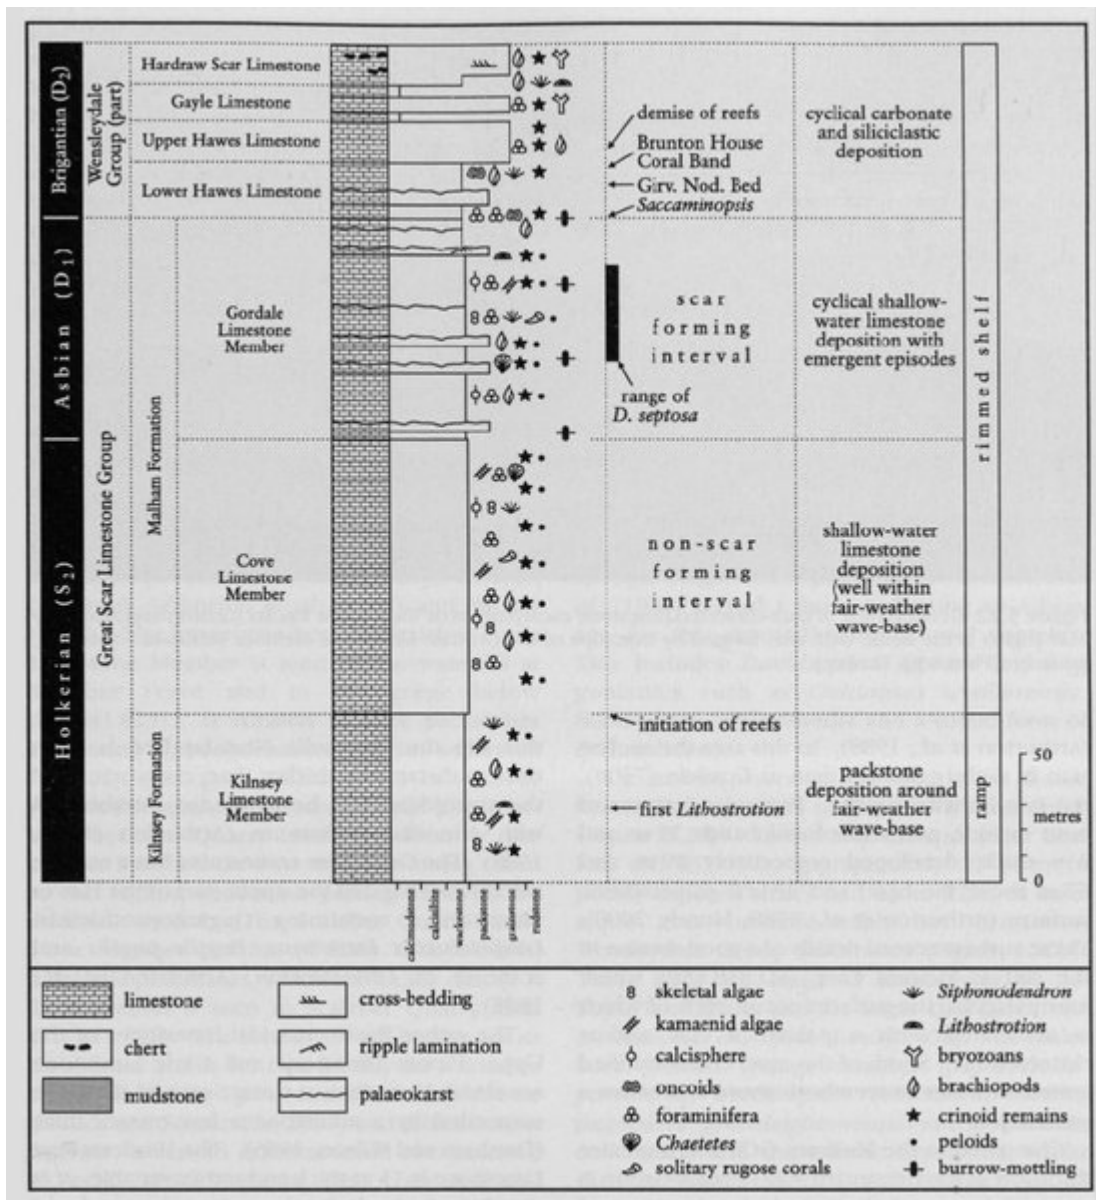 Brigantian (D2)
Asbian (D1)
Holkerian (S2)
Wensleydale
Group (part)
Great Scar Limestone Group
Malham Formation
Kilnsey Formation
Hardraw Scar Limestone
Gayle Limestone
Upper Hawes Limestone
Lower Hawes Limestone
Gordale
Limestone
Member
Cove
Limestone
Member
Kilnsey
Limestone
Member
demise of reefs
Brunton House
Coral Band
Girv. Nod. Bed
Saccaminopsis
scar
forming
interval
range of
D. septosa
non-scar
forming
interval
initiation of reefs
first Lithostrotion
cyclical carbonate
and siliciclastic
deposition
cyclical shallow-
water limestone
deposition with
emergent episodes
shallow-water
limestone
deposition
(well within
fair-weather
wave-base)
packstone
deposition around
fair-weather
wave-base
rimmed shelf
ramp
50
metres
0
limestone
chert
mudstone
cross-bedding
ripple lamination
palaeokarst
skeletal algae
kamaenid algae
calcisphere
oncoids
foraminifera
Chaetetes
solitary rugose corals
Siphonodendron
Lithostrotion
bryozoans
brachiopods
crinoid remains
peloids
burrow-mottling